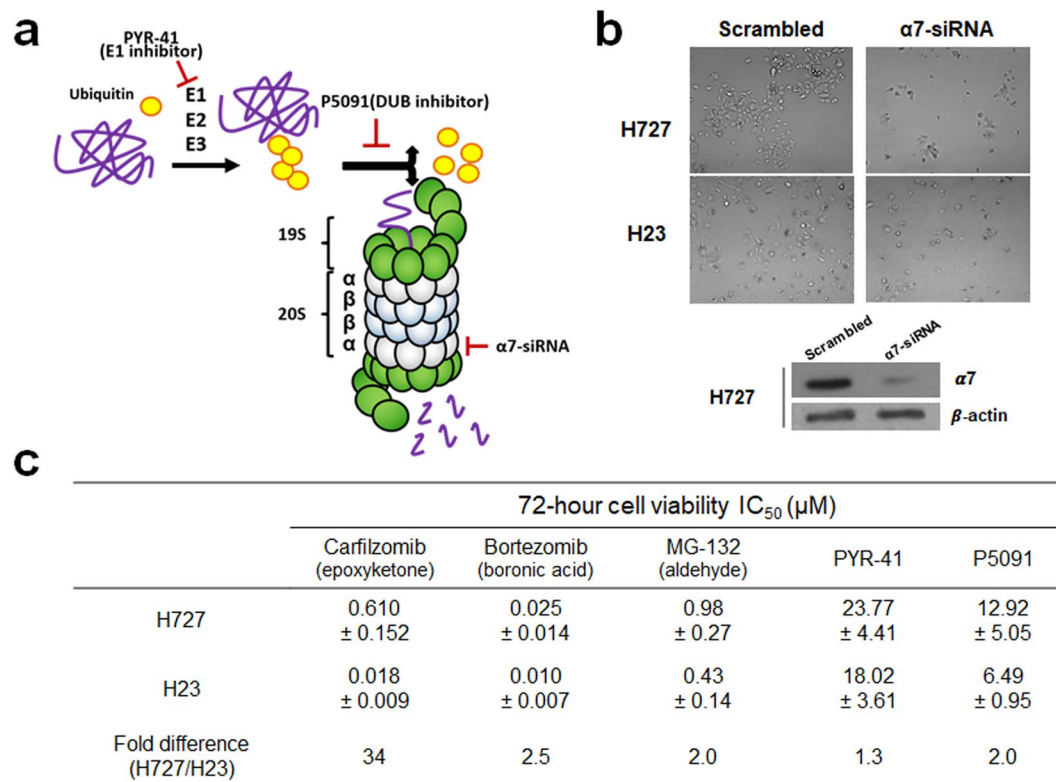 a
PYR-41
(E1 inhibitor)
Ubiquitin
E1
E2
E3
P5091(DUB inhibitor)
19S
20S
α
β
β
α
α7-siRNA
b
Scrambled
α7-siRNA
H727
H23
Scrambled
α7-siRNA
H727
α7
β-actin
c
72-hour cell viability IC50 (µM)
Carfilzomib Bortezomib MG-132 PYR-41 P5091
(epoxyketone) (boronic acid) (aldehyde)
H727 0.610 0.025 0.98 23.77 12.92
± 0.152 ± 0.014 ± 0.27 ± 4.41 ± 5.05
H23 0.018 0.010 0.43 18.02 6.49
± 0.009 ± 0.007 ± 0.14 ± 3.61 ± 0.95
Fold difference
(H727/H23) 34 2.5 2.0 1.3 2.0